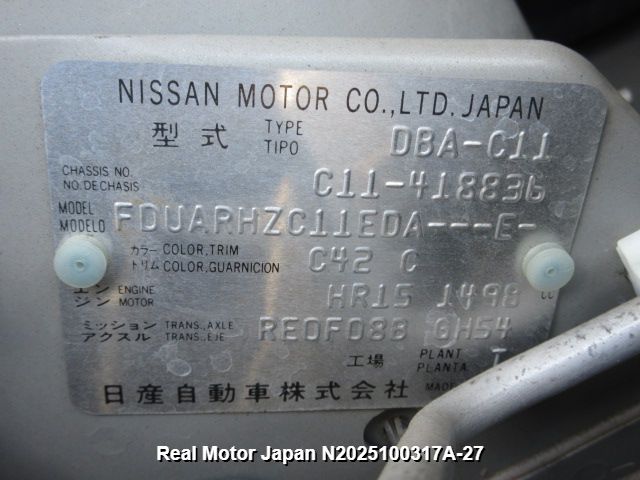 NISSAN MOTOR CO.,LTD. JAPAN
型式 TYPE TIPO DBA-C11
CHASSIS NO. NO. DE CHASIS C11-418836
MODEL MODELO FDUARHZC11EDA---E-
カラー COLOR, TRIM
トリム COLOR, GUARNICION C42 C
エンジン ENGINE MOTOR HR15 1498 cc
ミッション TRANS., AXLE
アクスル TRANS., EJE RE0F08B GH54
工場 PLANT PLANTA
日産自動車株式会社 MADE
Real Motor Japan N2025100317A-27